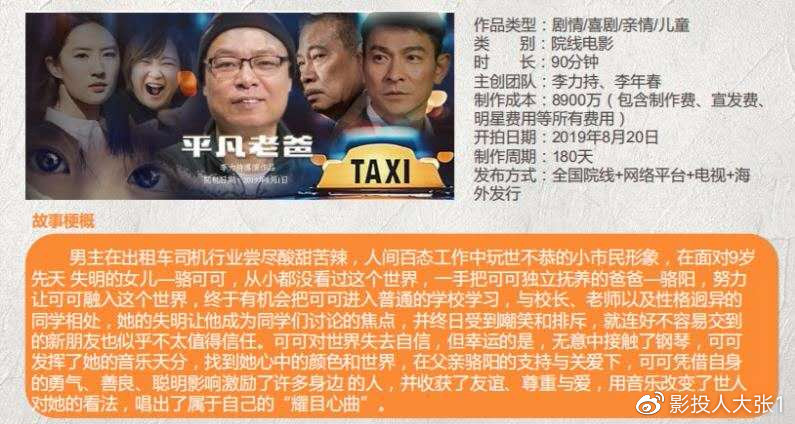 作品类型：剧情/喜剧/亲情/儿童
类　　别：院线电影
时　　长：90分钟
主创团队：李力持、李年春
制作成本：8900万（包含制作费、宣发费、
明星费用等所有费用）
开拍日期：2019年8月20日
制作周期：180天
发布方式：全国院线+网络平台+电视+海
外发行
平凡老爸
李力持导演作品
TAXI
故事梗概
男主在出租车司机行业尝尽酸甜苦辣，人间百态工作中玩世不恭的小市民形象，在面对9岁
先天 失明的女儿—骆可可，从小都没看过这个世界，一手把可可独立抚养的爸爸—骆阳，努力
让可可融入这个世界，终于有机会把可可进入普通的学校学习，与校长、老师以及性格迥异的
同学相处，她的失明让他成为同学们讨论的焦点，并终日受到嘲笑和排斥，就连好不容易交到
的新朋友也似乎不太值得信任。可可对世界失去自信，但幸运的是，无意中接触了钢琴，可可
发挥了她的音乐天分，找到她心中的颜色和世界，在父亲骆阳的支持与关爱下，可可凭借自身
的勇气、善良、聪明影响激励了许多身边 的人，并收获了友谊、尊重与爱，用音乐改变了世人
对她的看法，唱出了属于自己的“耀目心曲”。
影投人大张1